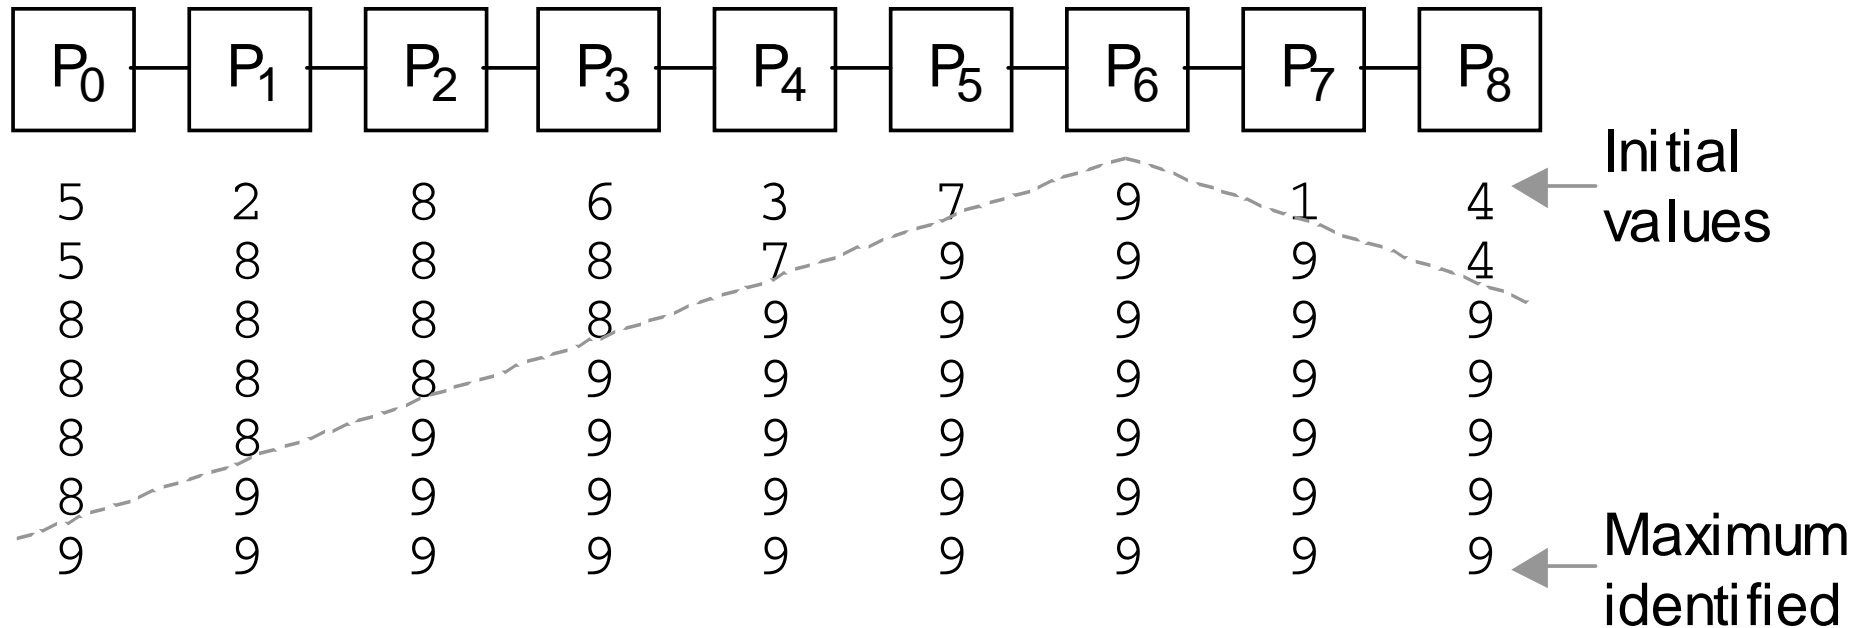 P0 P1 P2 P3 P4 P5 P6 P7 P8
Initial
values
5 2 8 6 3 7 9 1 4
5 8 8 8 7 9 9 9 4
8 8 8 8 9 9 9 9 9
8 8 8 9 9 9 9 9 9
8 8 9 9 9 9 9 9 9
8 9 9 9 9 9 9 9 9
9 9 9 9 9 9 9 9 9
Maximum
identified